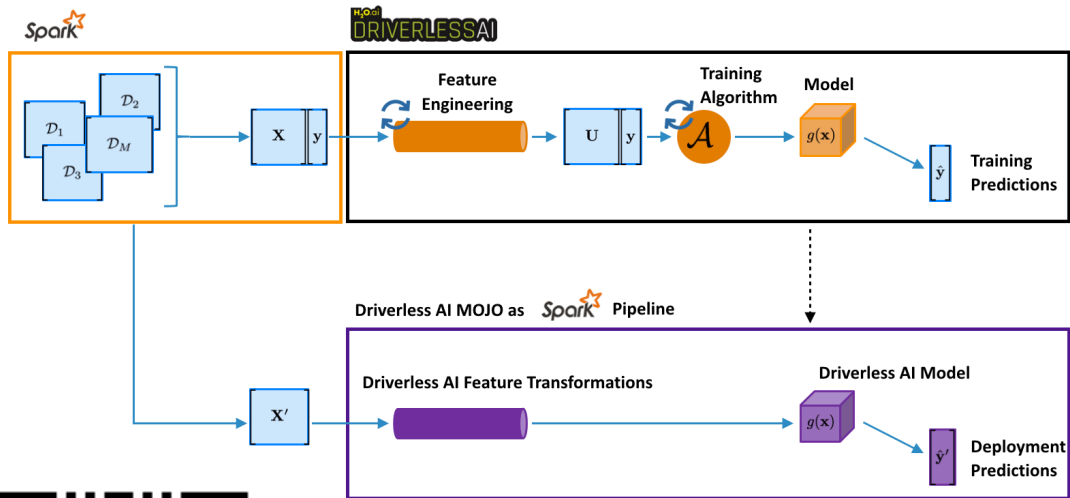 Spark
H2O.ai
DRIVERLESSAI
D₁
D₂
D₃
D_M
X
y
Feature
Engineering
U
y
Training
Algorithm
A
Model
g(x)
ŷ
Training
Predictions
Driverless AI MOJO as Spark Pipeline
Driverless AI Feature Transformations
Driverless AI Model
X′
g(x)
ŷ′
Deployment
Predictions